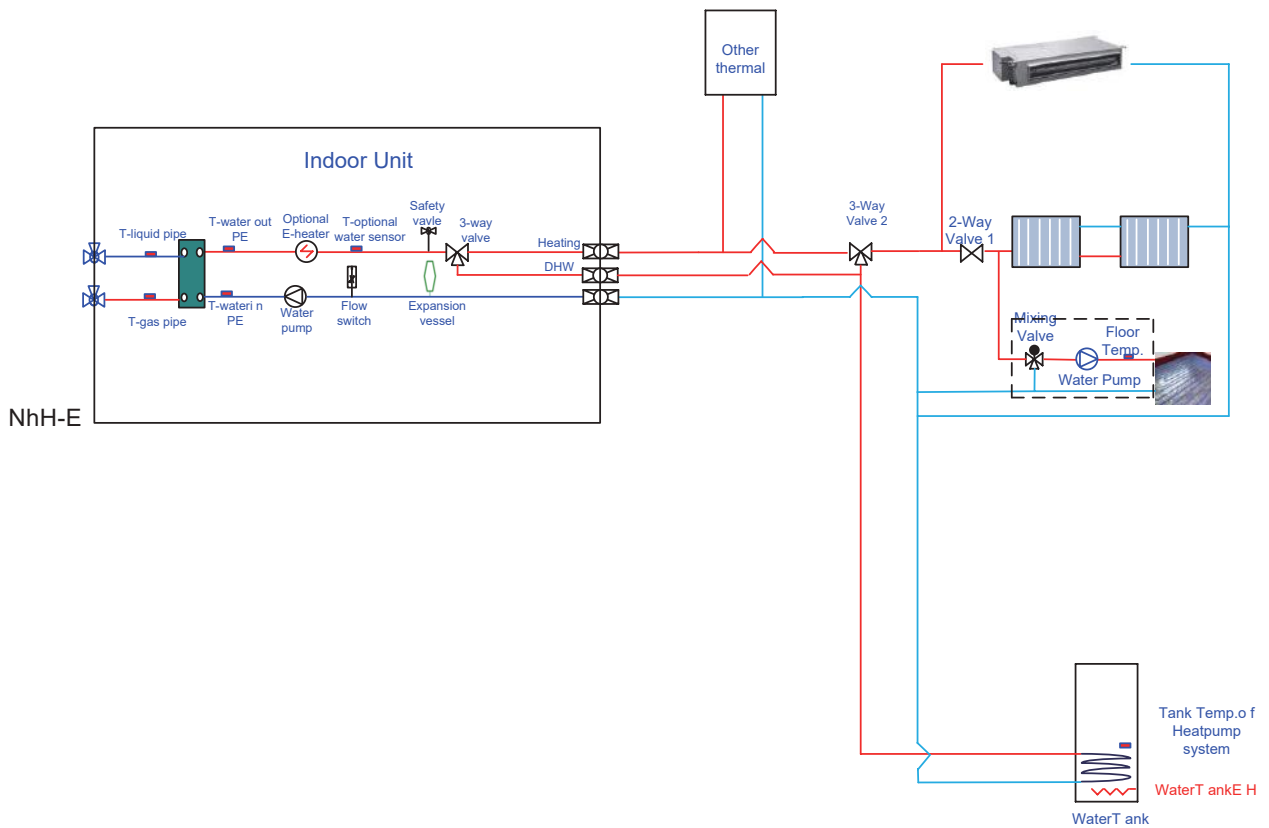 Other
thermal
Indoor Unit
T-liquid pipe
T-water out
PE
Optional
E-heater
T-optional
water sensor
Safety
vavle
3-way
valve
Heating
DHW
T-gas pipe
T-wateri n
PE
Water
pump
Flow
switch
Expansion
vessel
NhH-E
3-Way
Valve 2
2-Way
Valve 1
Mixing
Valve
Floor
Temp.
Water Pump
Tank Temp.o f
Heatpump
system
WaterT ankE H
WaterT ank